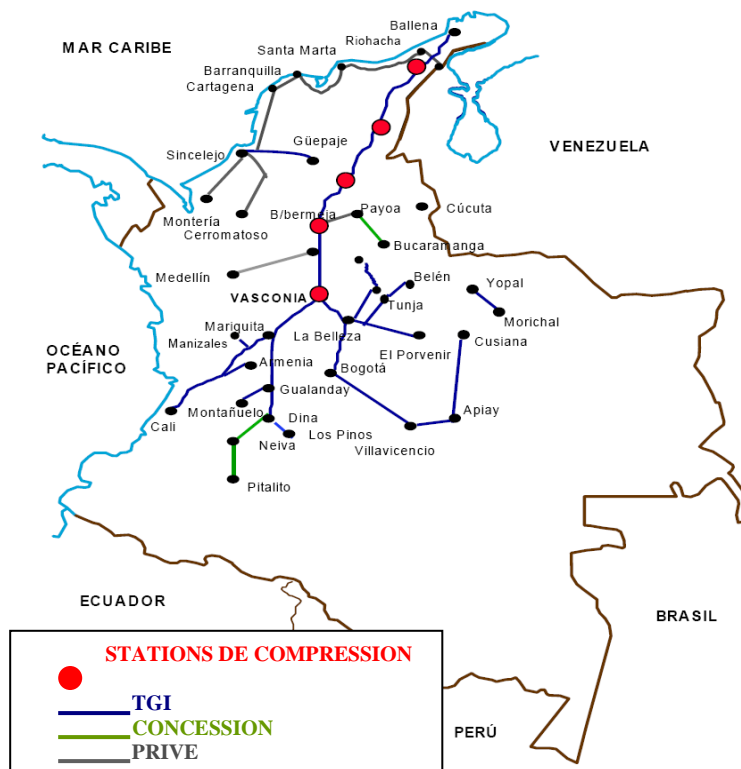 Ballena
MAR CARIBE
Riohacha
Santa Marta
Barranquilla
Cartagena
VENEZUELA
Güepaje
Sincelejo
Cúcuta
Payoa
B/bermeja
Montería
Cerromatoso
Bucaramanga
Medellín
Belén
Yopal
VASCONIA
Tunja
Morichal
Mariguita
La Belleza
Cusiana
Manizales
OCÉANO
PACÍFICO
El Porvenir
Armenia
Bogotá
Gualanday
Montañuelo
Dina
Apiay
Cali
Los Pinos
Neiva
Villavicencio
Pitalito
ECUADOR
BRASIL
STATIONS DE COMPRESSION
TGI
CONCESSION
PERÚ
PRIVE